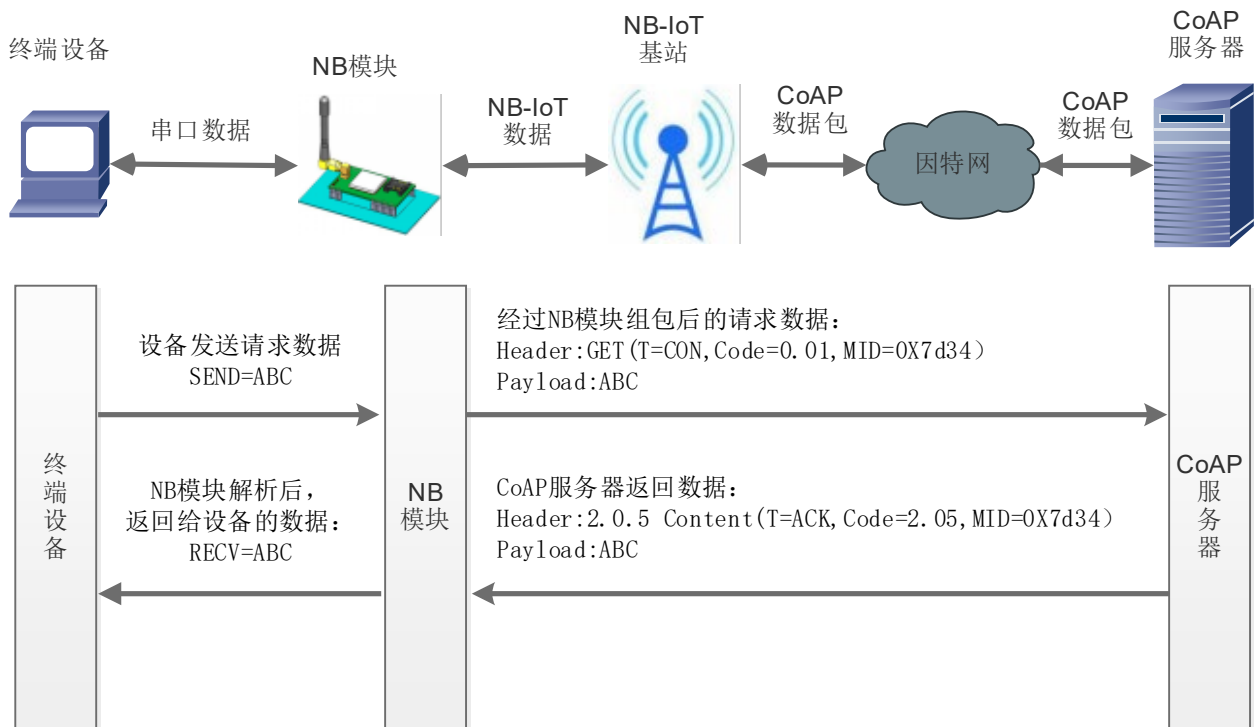 终端设备
NB模块
NB-IoT
基站
CoAP
服务器
串口数据
NB-IoT
数据
CoAP
数据包
因特网
CoAP
数据包
设备发送请求数据
SEND=ABC
经过NB模块组包后的请求数据：
Header:GET(T=CON,Code=0.01,MID=0X7d34）
Payload:ABC
终
端
设
备
NB模块解析后，
返回给设备的数据：
RECV=ABC
NB
模块
CoAP服务器返回数据：
Header:2.0.5 Content(T=ACK,Code=2.05,MID=0X7d34）
Payload:ABC
CoAP
服
务
器